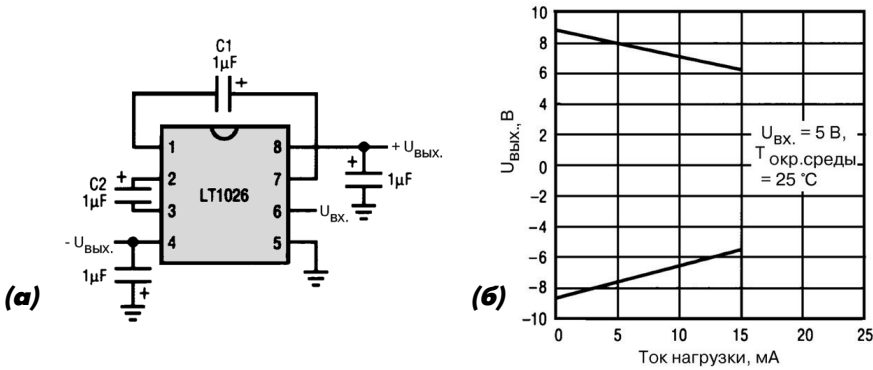 C1
1µF
+
1
2
3
4
8
7
6
5
LT1026
+
C2
1µF
+ Uвых.
+
1µF
Uвх.
- Uвых.
1µF
+
(а)
Uвых., В
10
8
6
4
2
0
–2
–4
–6
–8
–10
Uвх. = 5 В,
Токр.среды
= 25 °C
0
5
10
15
20
25
Ток нагрузки, мА
(б)